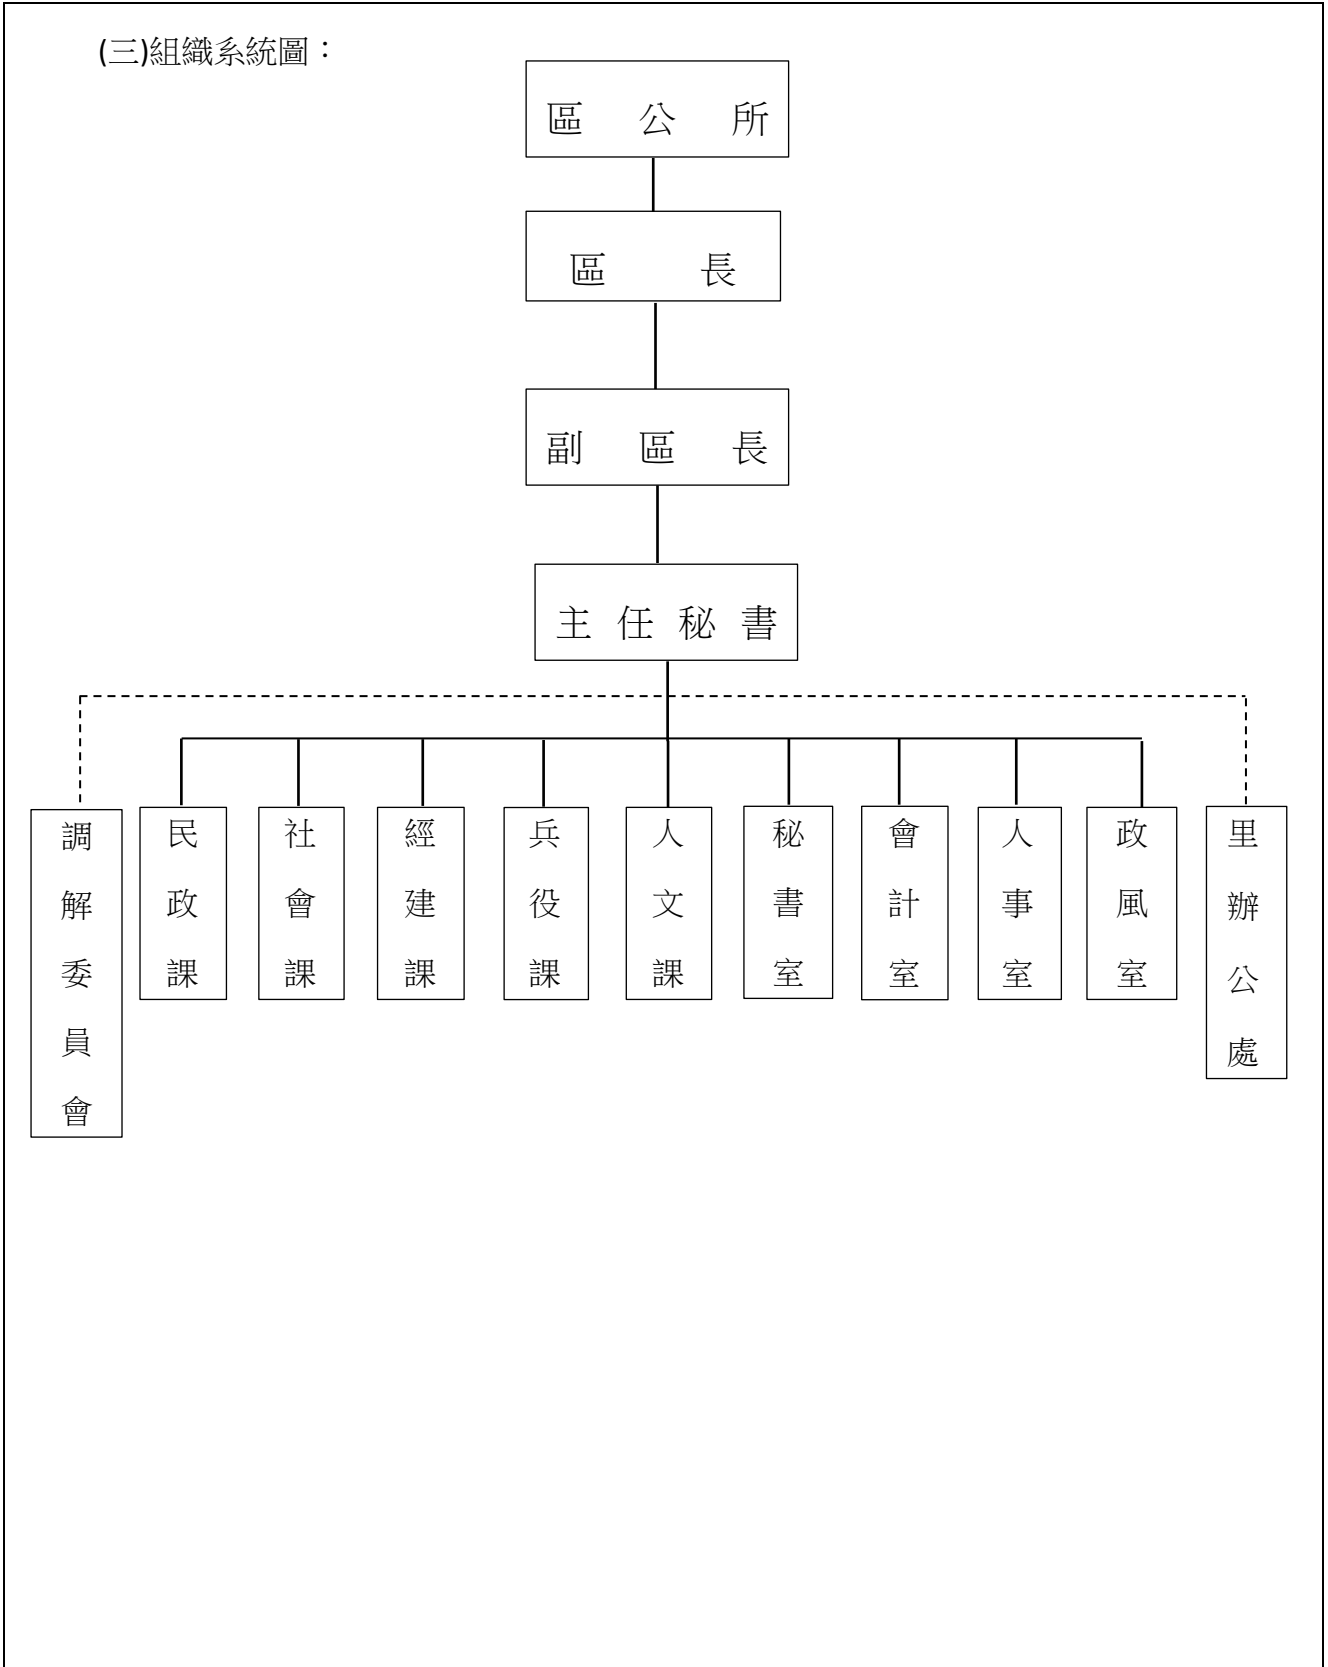 (三)組織系統圖：
區公所
區長
副區長
主任秘書
調解委員會
民政課
社會課
經建課
兵役課
人文課
秘書室
會計室
人事室
政風室
里辦公處